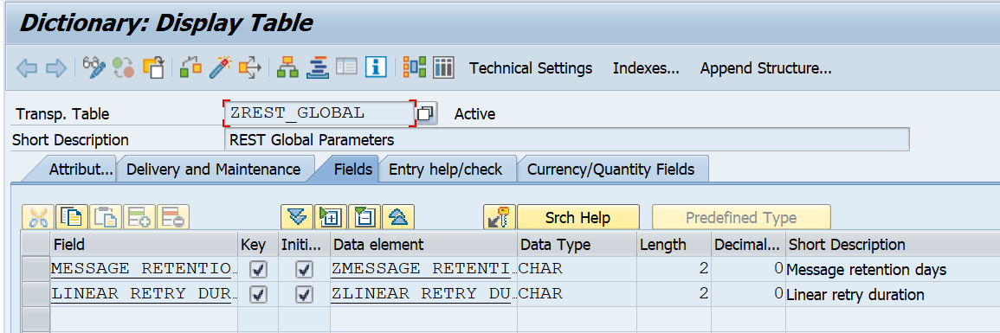 Dictionary: Display Table
Technical Settings Indexes... Append Structure...
Transp. Table ZREST_GLOBAL Active
Short Description REST Global Parameters
Attribut... Delivery and Maintenance Fields Entry help/check Currency/Quantity Fields
Srch Help Predefined Type
Field Key Initi... Data element Data Type Length Decimal... Short Description
MESSAGE_RETENTIO... ZMESSAGE_RETENTI... CHAR 2 0 Message retention days
LINEAR_RETRY_DUR... ZLINEAR_RETRY_DU... CHAR 2 0 Linear retry duration